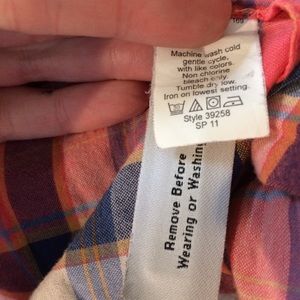 Machine wash cold
gentle cycle,
with like colors.
Non chlorine
bleach only.
Tumble dry low.
Iron on lowest setting.
Style 39258
SP 11
Remove Before
Wearing or Washing